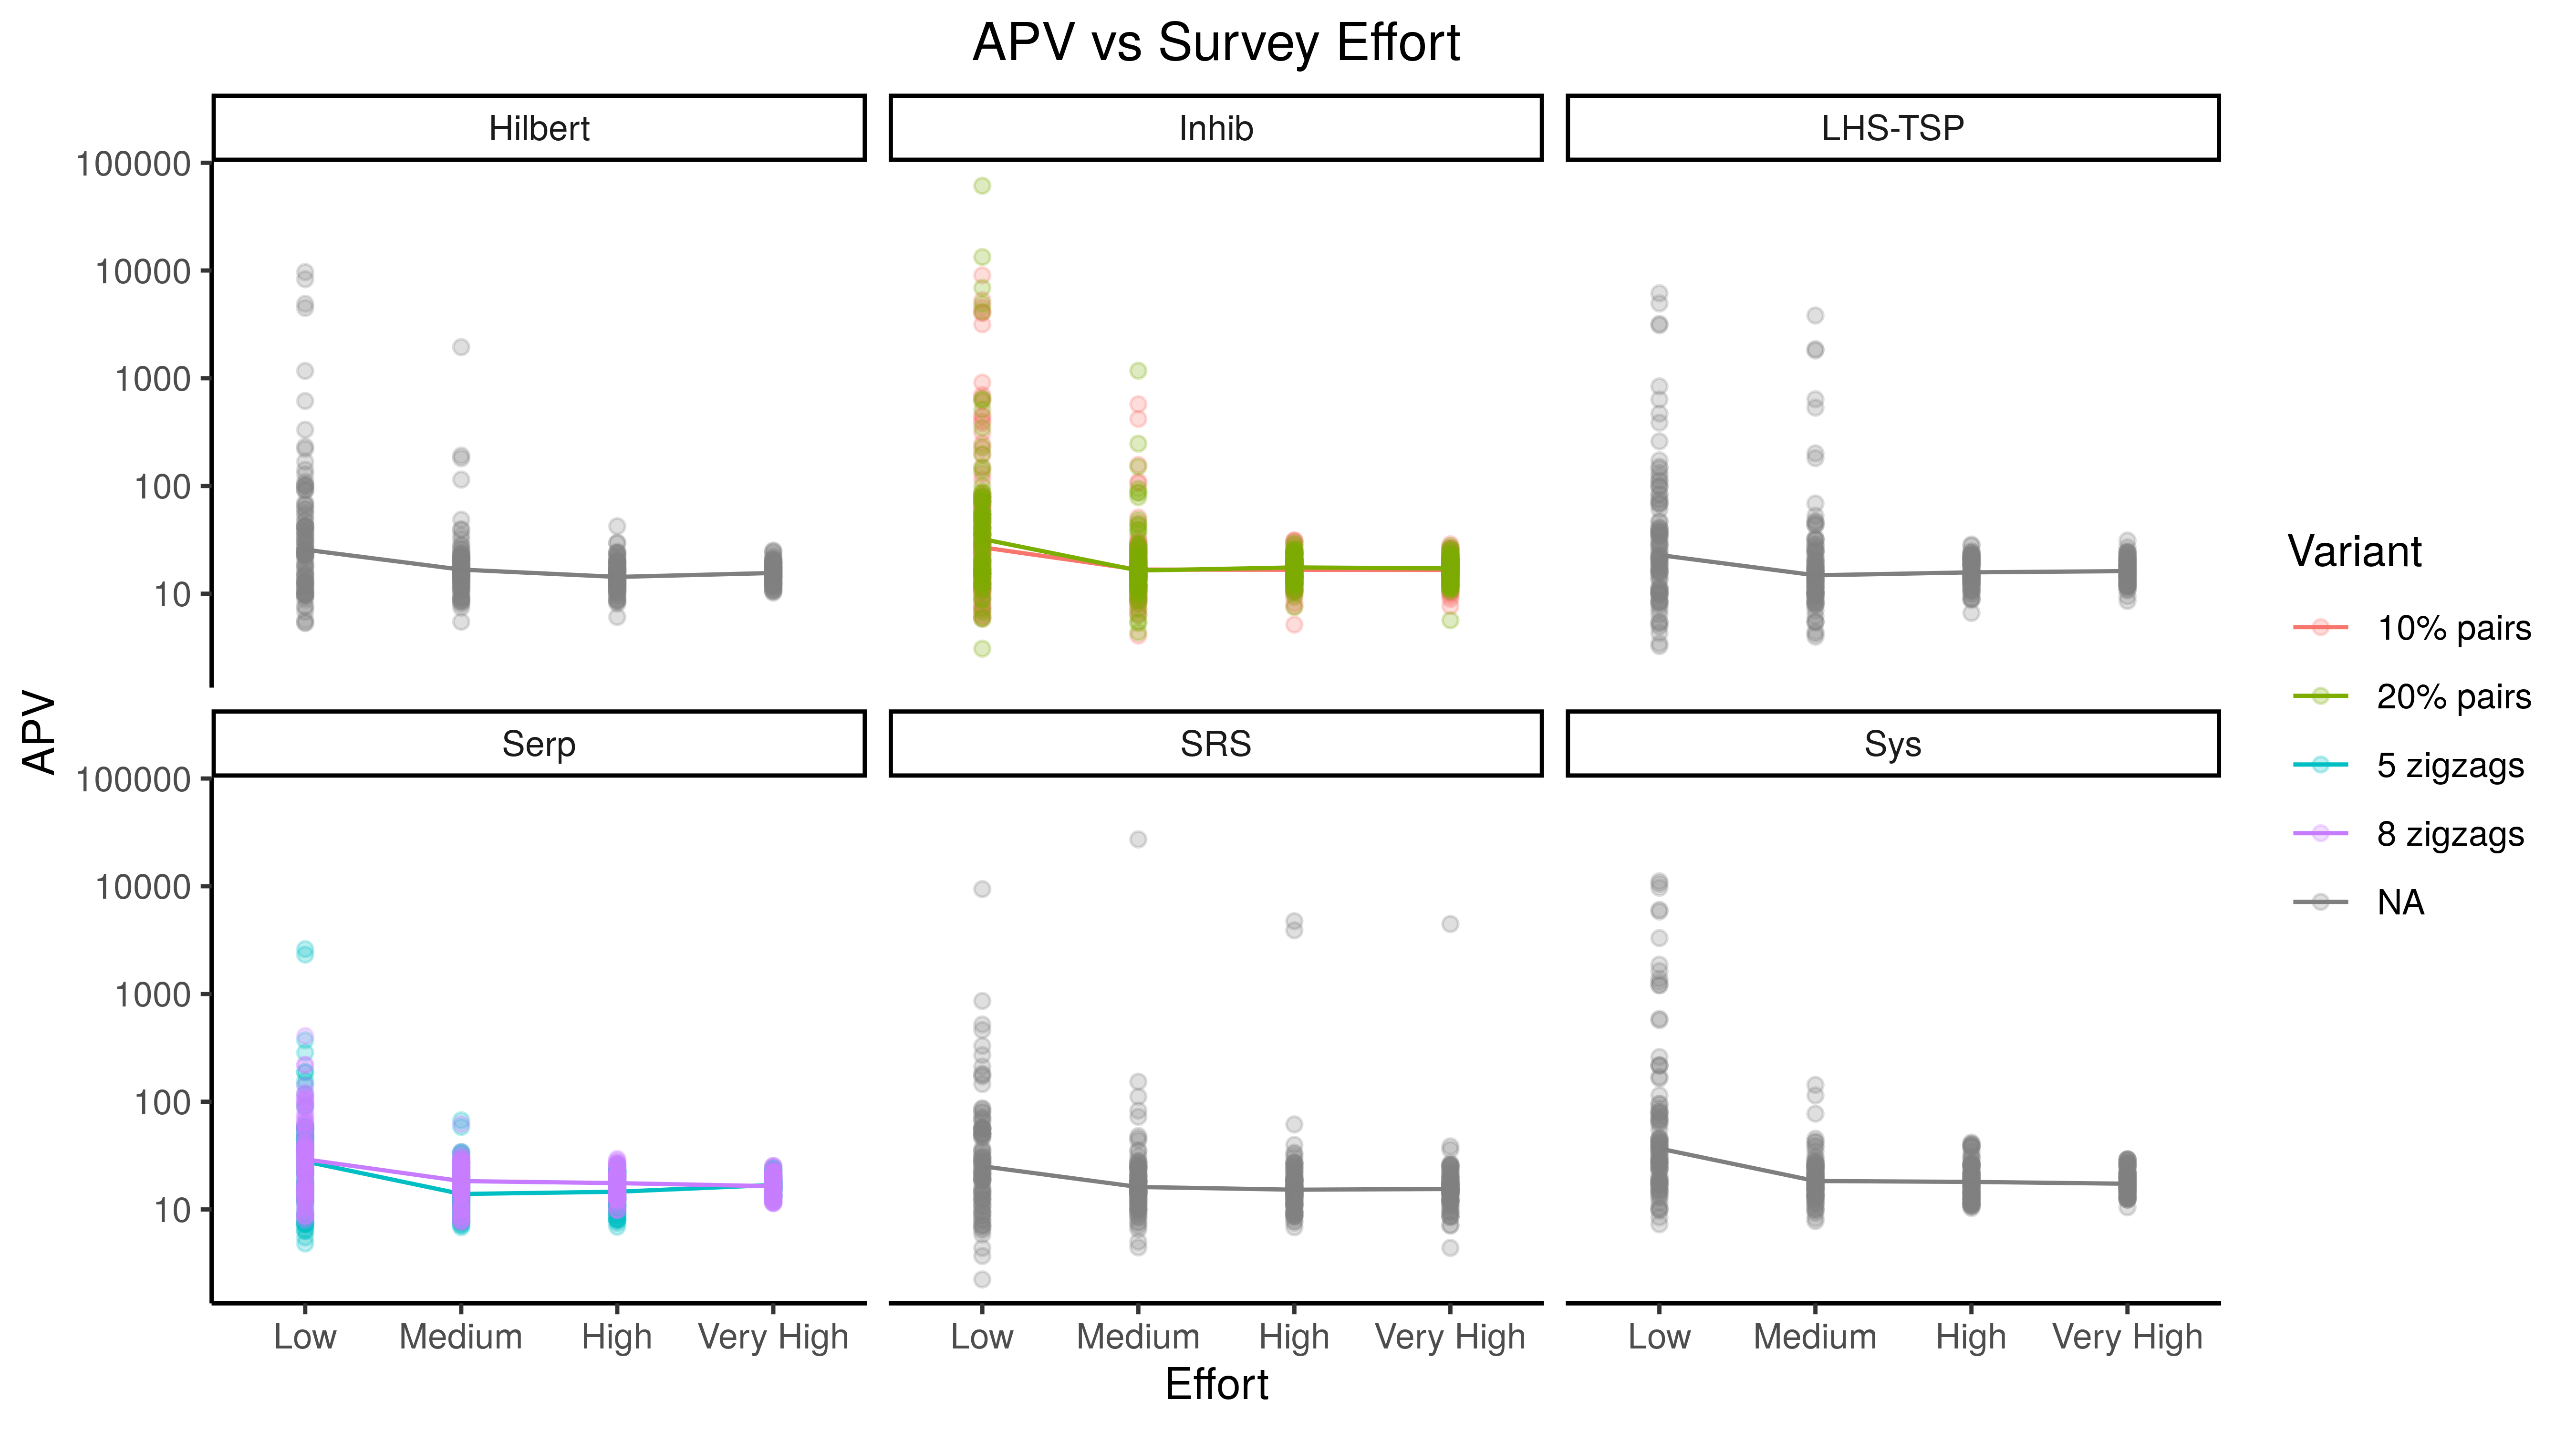 APV vs Survey Effort
Hilbert
Inhib
LHS-TSP
100000
10000
1000
100
10
Serp
SRS
Sys
100000
10000
1000
100
10
APV
Low Medium High Very High
Low Medium High Very High
Low Medium High Very High
Effort
Variant
10% pairs
20% pairs
5 zigzags
8 zigzags
NA